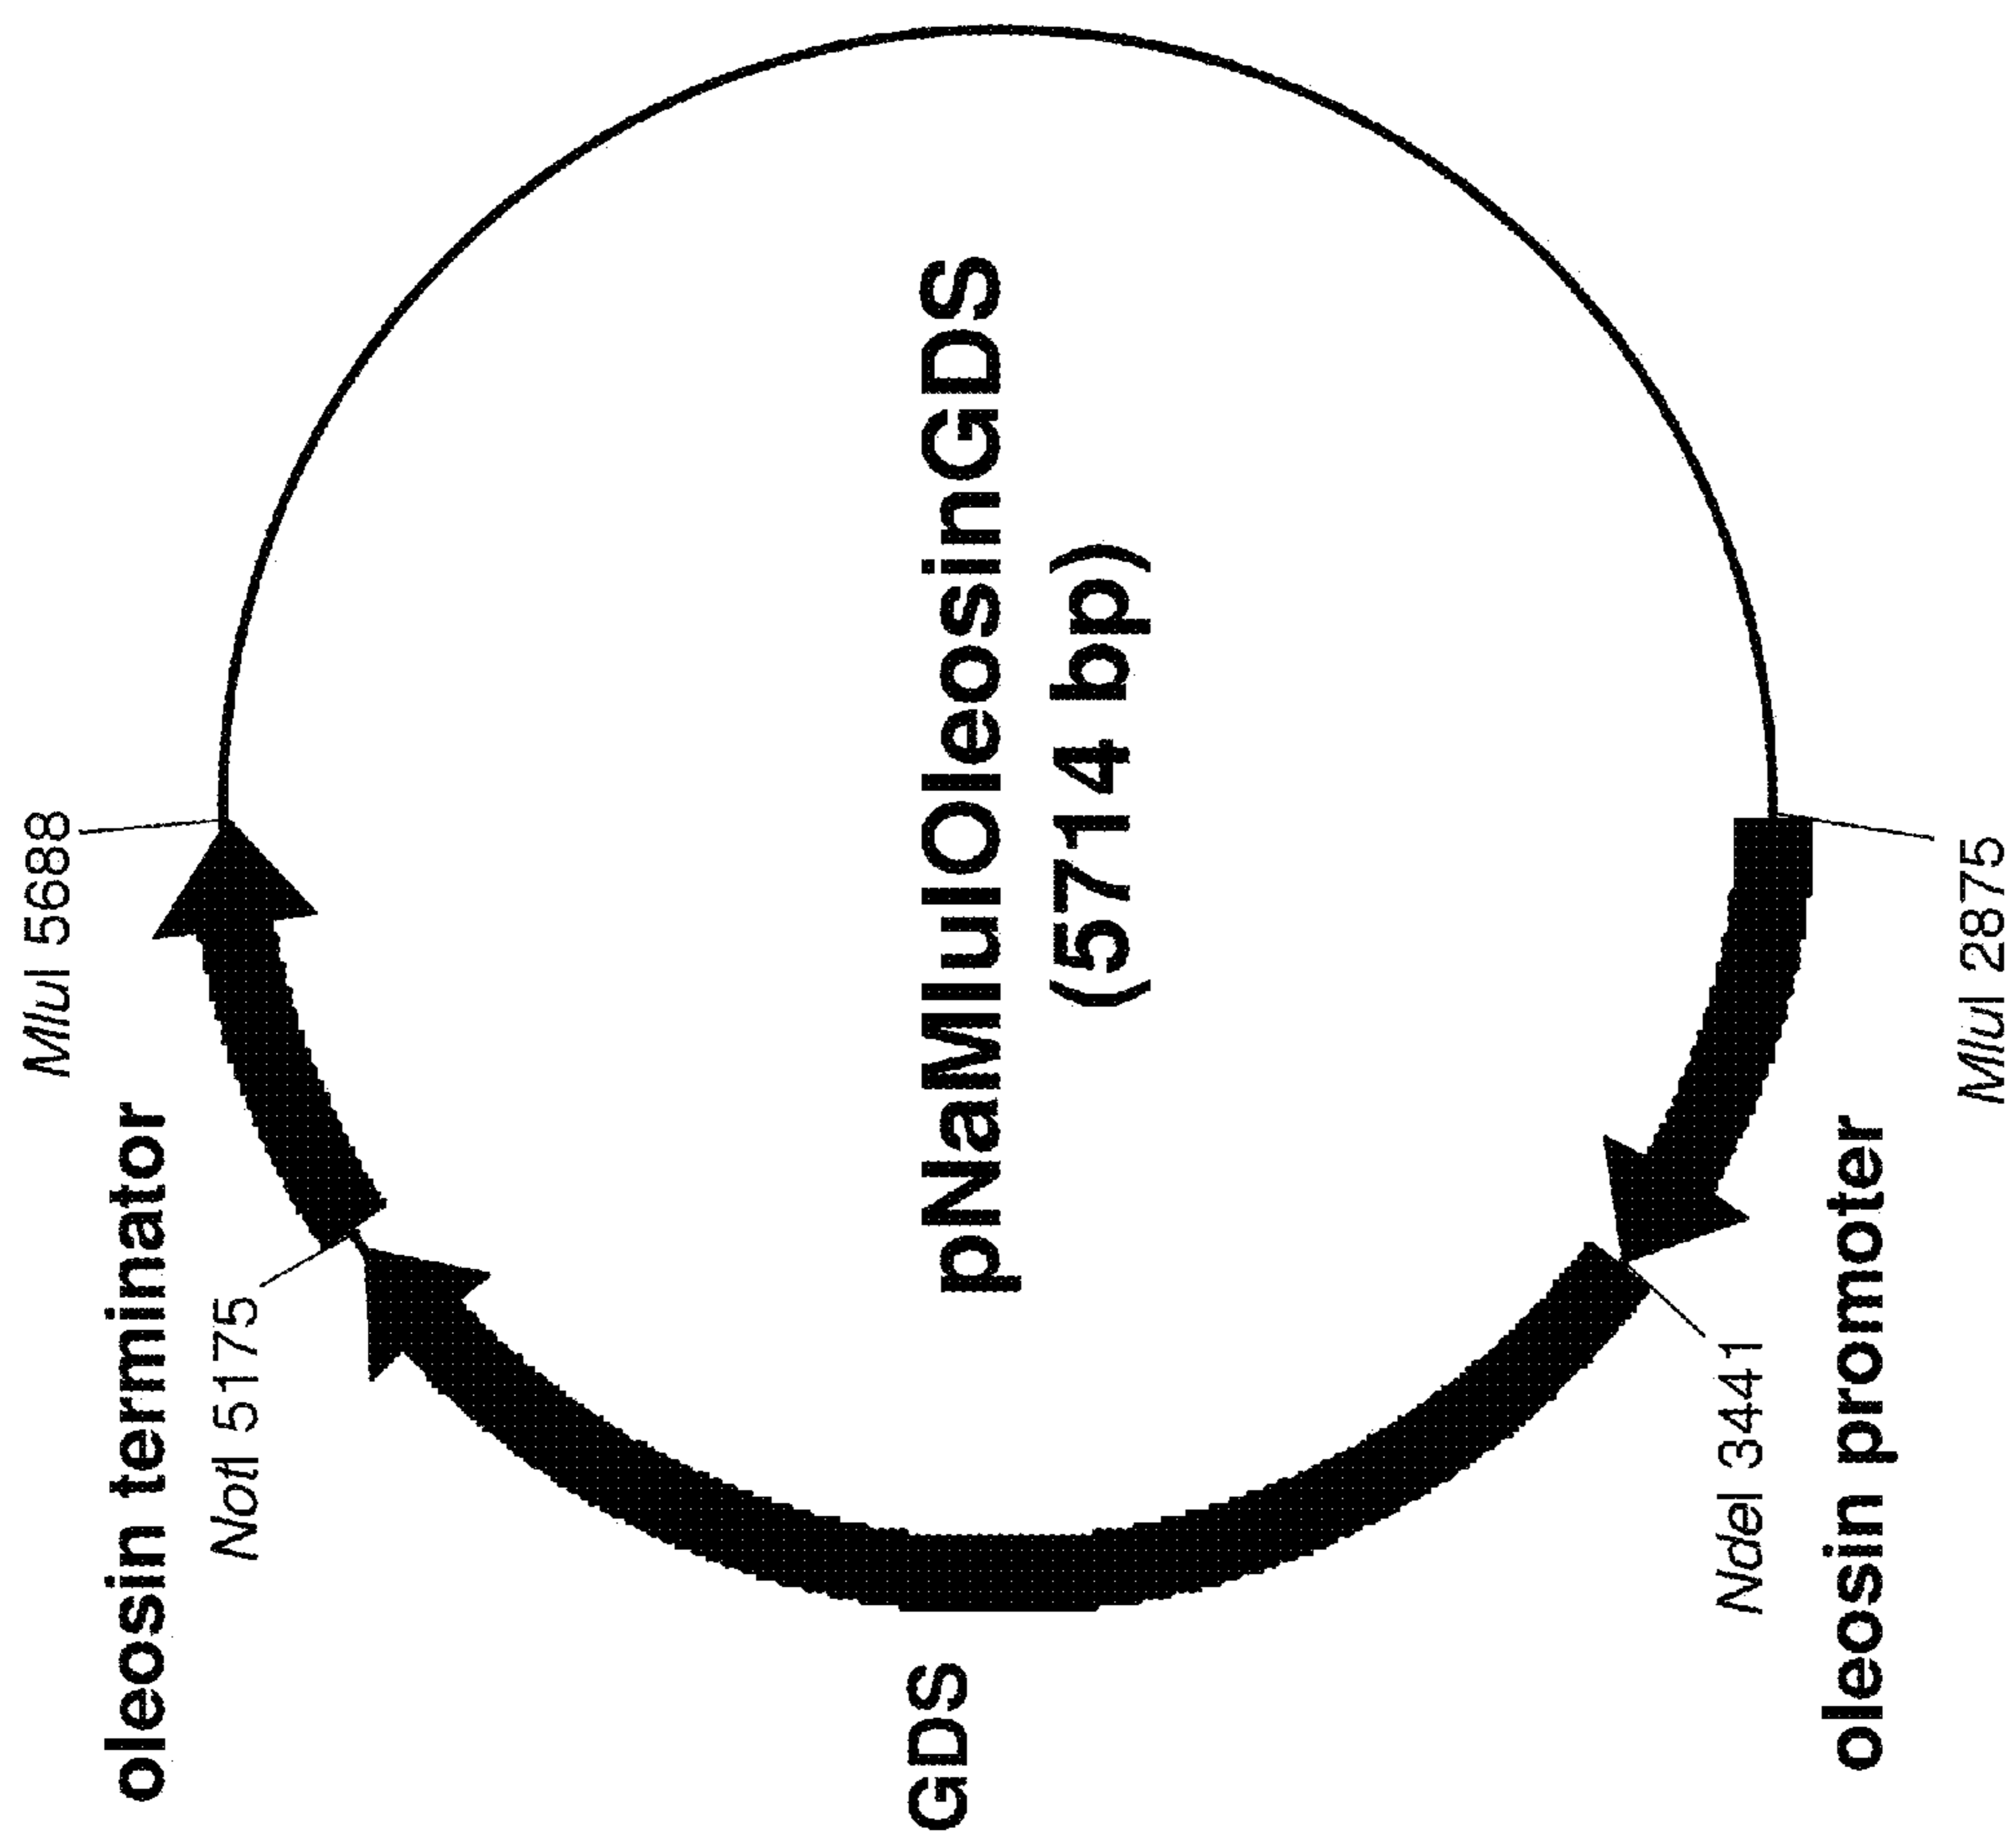 oleosin terminator
MluI 5688
NotI 5175
GDS
pNaMluIOleosinGDS
(5714 bp)
NdeI 3441
oleosin promoter
MluI 2875